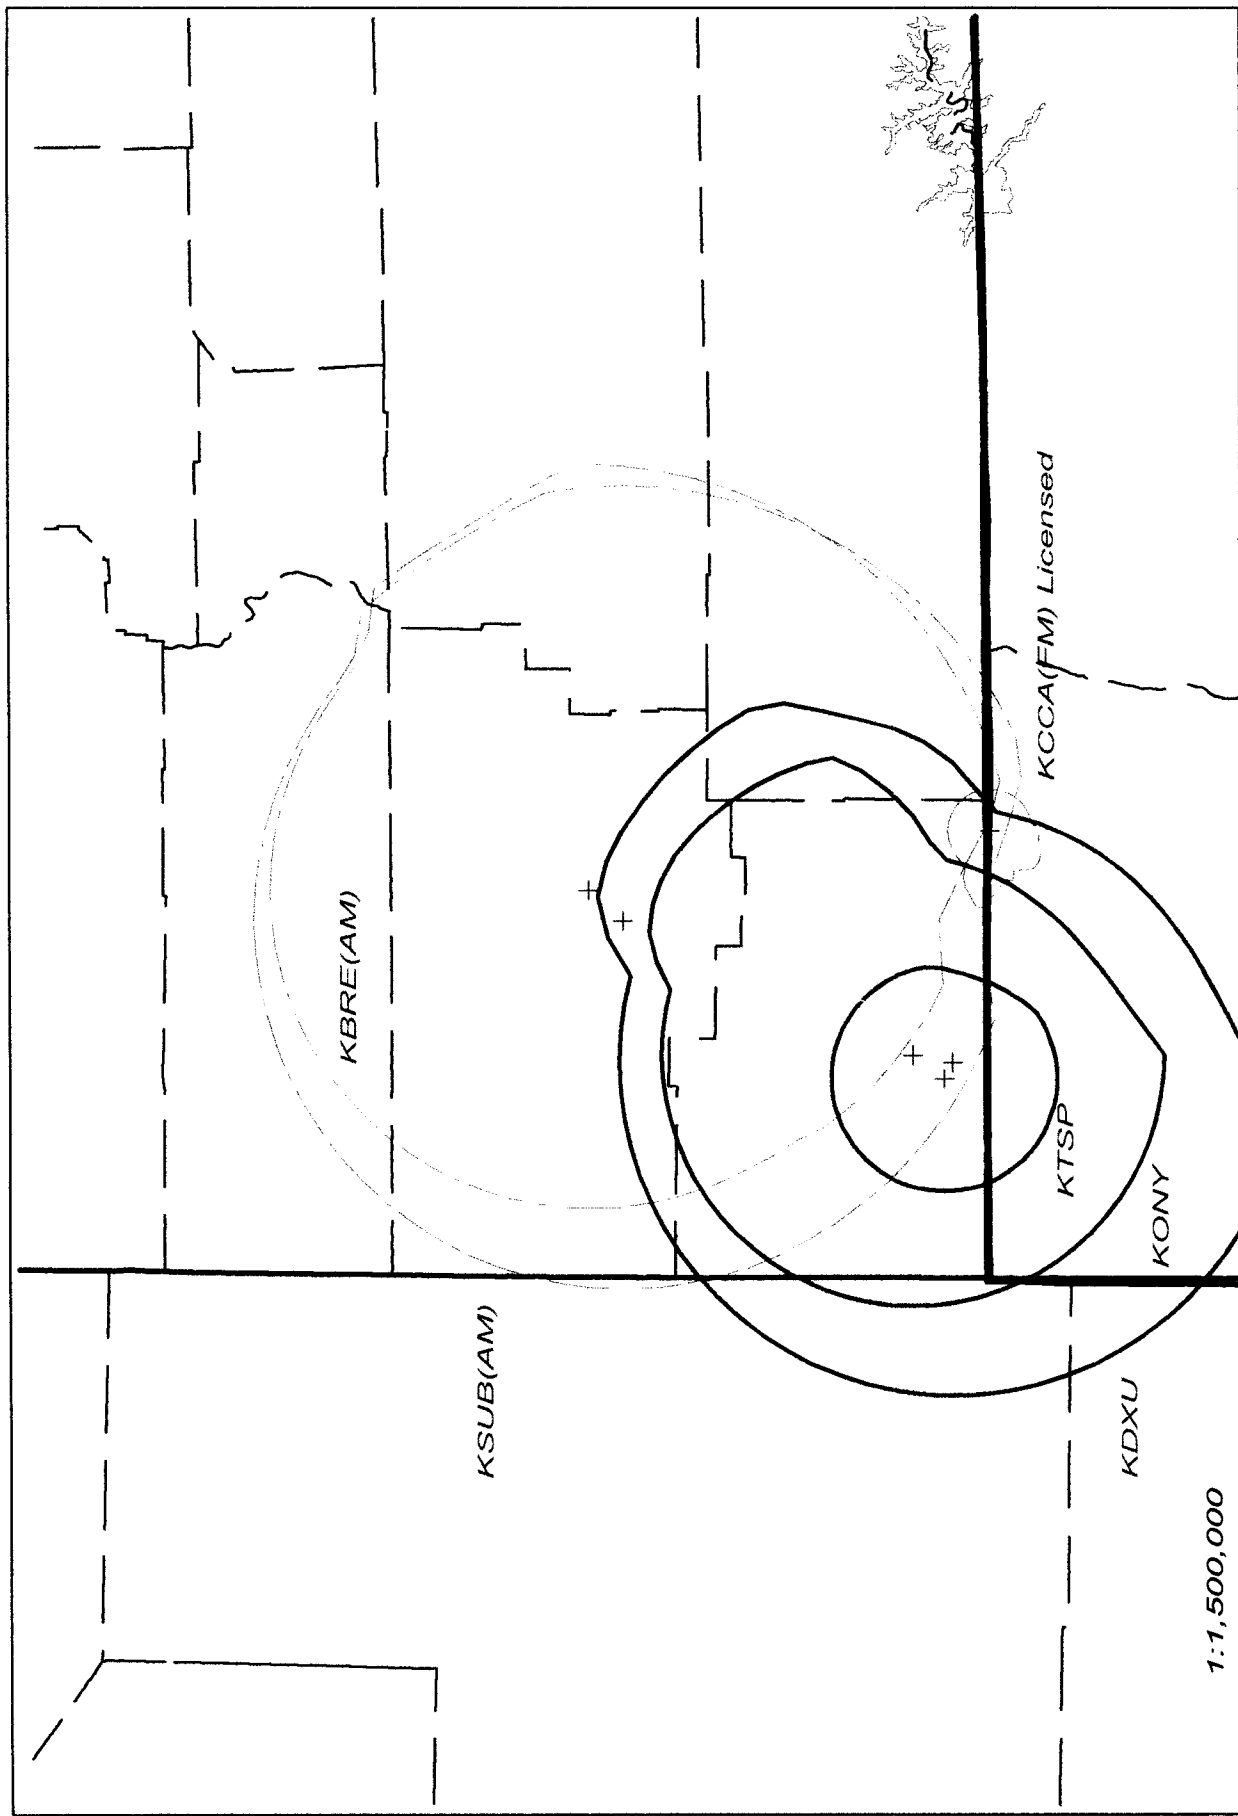 KBRE(AM)
KSUB(AM)
KCCA(FM) Licensed
KTSP
KONY
KDXU
1:1,500,000